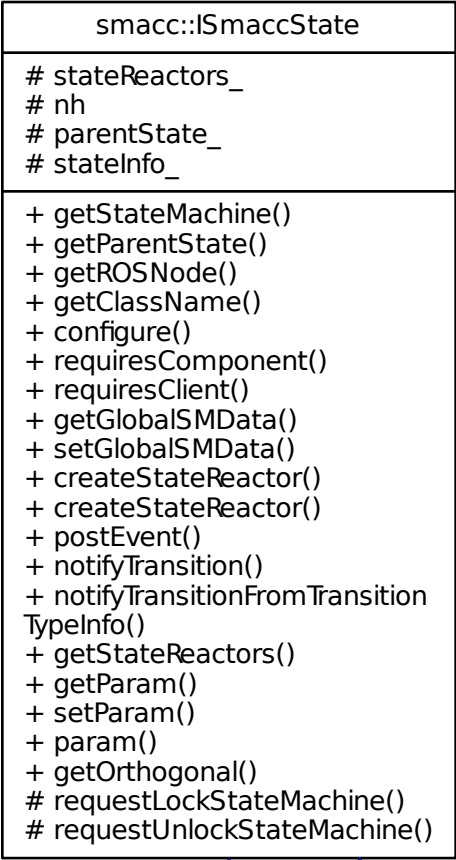 smacc::ISmaccState
# stateReactors_
# nh
# parentState_
# stateInfo_
+ getStateMachine()
+ getParentState()
+ getROSNode()
+ getClassName()
+ configure()
+ requiresComponent()
+ requiresClient()
+ getGlobalSMData()
+ setGlobalSMData()
+ createStateReactor()
+ createStateReactor()
+ postEvent()
+ notifyTransition()
+ notifyTransitionFromTransition
TypeInfo()
+ getStateReactors()
+ getParam()
+ setParam()
+ param()
+ getOrthogonal()
# requestLockStateMachine()
# requestUnlockStateMachine()